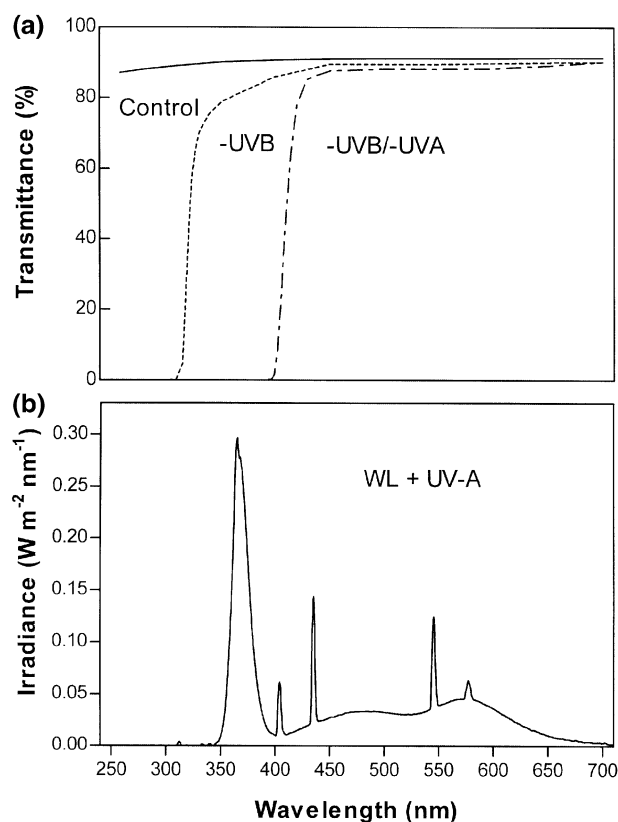 (a)
100
80
60
40
20
0
Transmittance (%)
Control
-UVB
-UVB/-UVA
(b)
0.30
0.25
0.20
0.15
0.10
0.05
0.00
Irradiance (W m-2 nm-1)
WL + UV-A
250 300 350 400 450 500 550 600 650 700
Wavelength (nm)